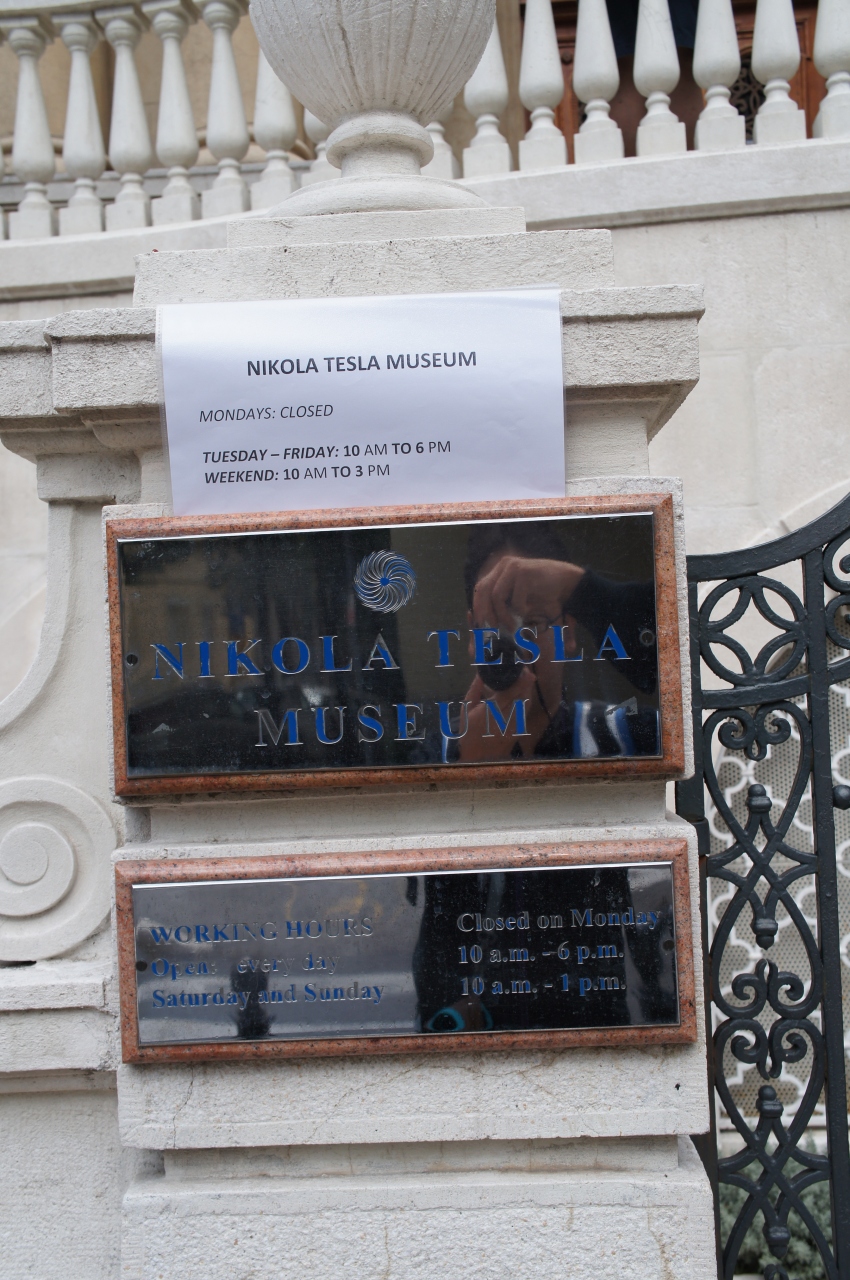 NIKOLA TESLA MUSEUM
MONDAYS: CLOSED
TUESDAY – FRIDAY: 10 AM TO 6 PM
WEEKEND: 10 AM TO 3 PM
NIKOLA TESLA
MUSEUM
WORKING HOURS Closed on Monday
Open: every day 10 a.m. – 6 p.m.
Saturday and Sunday 10 a.m. - 1 p.m.